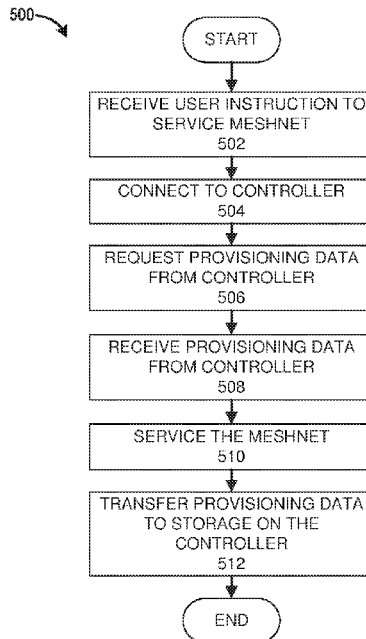 500
START
RECEIVE USER INSTRUCTION TO
SERVICE MESHNET
502
CONNECT TO CONTROLLER
504
REQUEST PROVISIONING DATA
FROM CONTROLLER
506
RECEIVE PROVISIONING DATA
FROM CONTROLLER
508
SERVICE THE MESHNET
510
TRANSFER PROVISIONING DATA
TO STORAGE ON THE
CONTROLLER
512
END